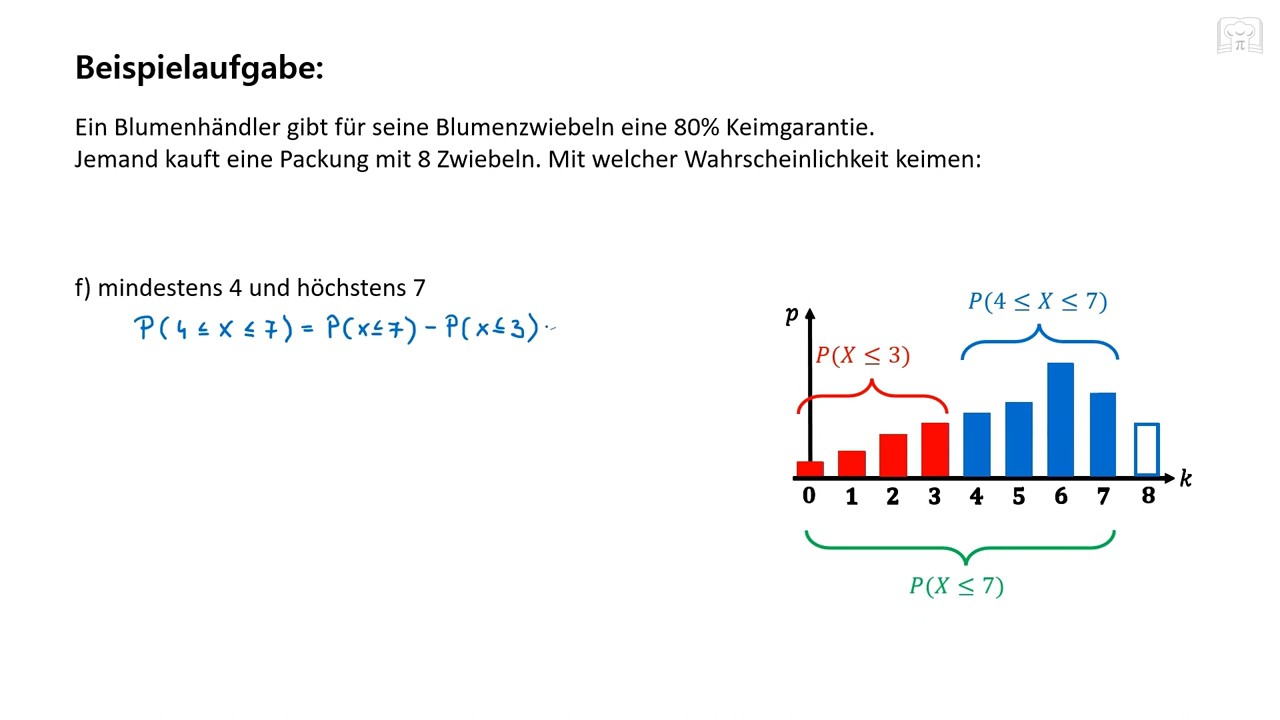 Beispielaufgabe:
Ein Blumenhändler gibt für seine Blumenzwiebeln eine 80% Keimgarantie.
Jemand kauft eine Packung mit 8 Zwiebeln. Mit welcher Wahrscheinlichkeit keimen:
f) mindestens 4 und höchstens 7
P(4 ≤ X ≤ 7) = P(X ≤ 7) - P(X ≤ 3)
P(4 ≤ X ≤ 7)
p
P(X ≤ 3)
k
0 1 2 3 4 5 6 7 8
P(X ≤ 7)
π